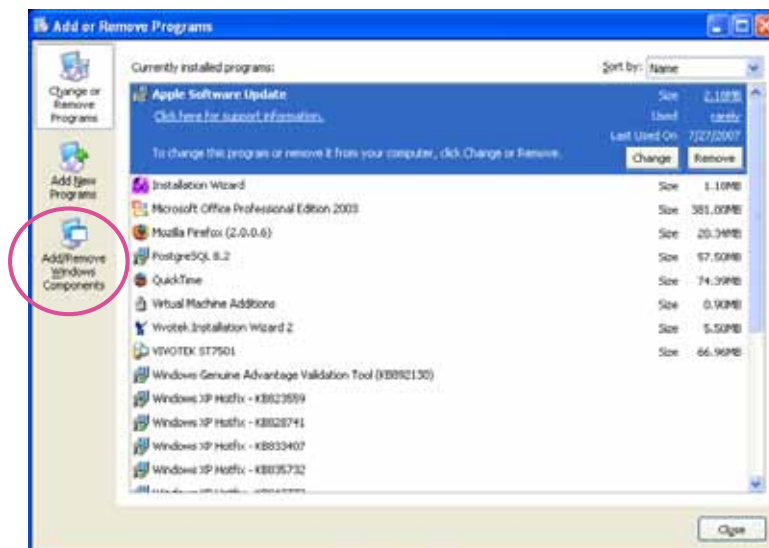 Add or Remove Programs
Change or
Remove
Programs
Add New
Programs
Add/Remove
Windows
Components
Currently installed programs:
Sort by: Name
Apple Software Update Size 2.10MB
Click here for support information. Used rarely
Last Used On 7/27/2007
To change this program or remove it from your computer, click Change or Remove. Change Remove
Installation Wizard Size 1.10MB
Microsoft Office Professional Edition 2003 Size 381.00MB
Mozilla Firefox (2.0.0.6) Size 20.34MB
PostgreSQL 8.2 Size 57.50MB
QuickTime Size 74.39MB
Virtual Machine Additions Size 0.90MB
Vivotek Installation Wizard 2 Size 5.50MB
VIVOTEK ST7501 Size 66.96MB
Windows Genuine Advantage Validation Tool (KB892130)
Windows XP Hotfix - KB823559
Windows XP Hotfix - KB828741
Windows XP Hotfix - KB833407
Windows XP Hotfix - KB835732
Close